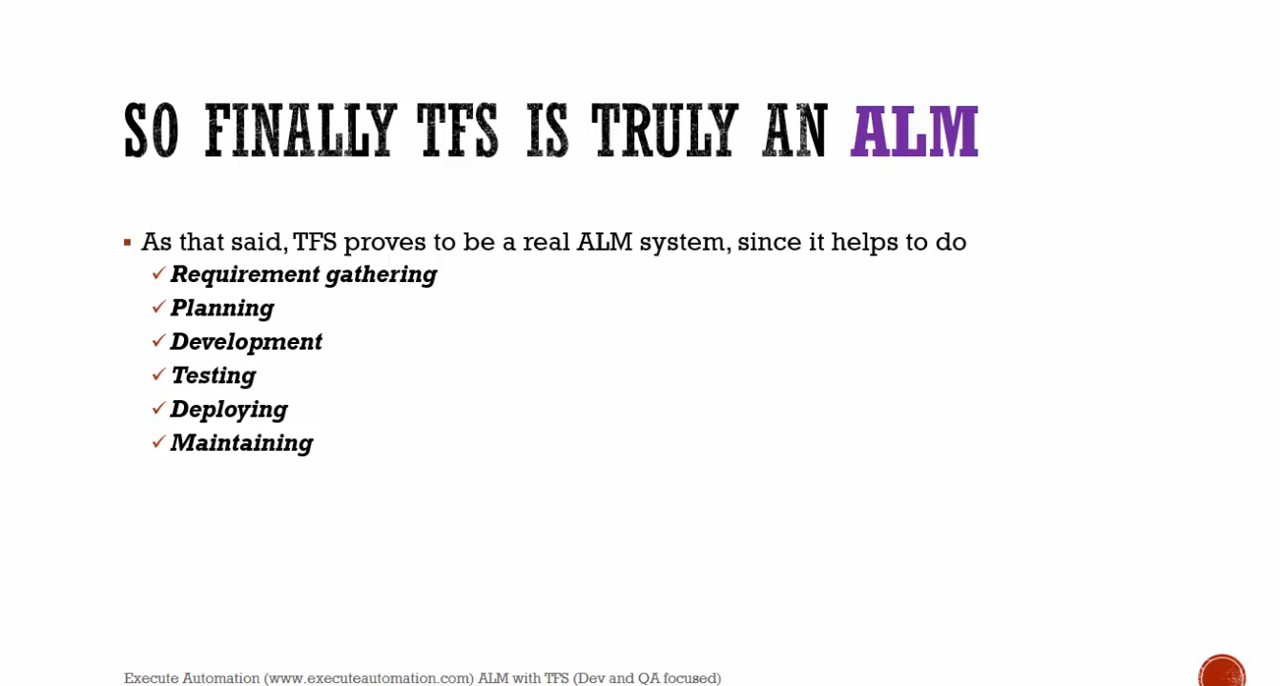 SO FINALLY TFS IS TRULY AN ALM
As that said, TFS proves to be a real ALM system, since it helps to do
Requirement gathering
Planning
Development
Testing
Deploying
Maintaining
Execute Automation (www.executeautomation.com) ALM with TFS (Dev and QA focused)